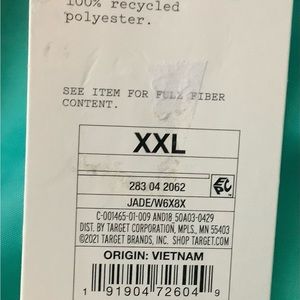 100% recycled
polyester.
SEE ITEM FOR FULL FIBER
CONTENT.
XXL
283 04 2062
JADE/W6X8X
C-001465-01-009 AND18_50A03-0429
DIST. BY TARGET CORPORATION, MPLS., MN 55403
©2021 TARGET BRANDS, INC. SHOP TARGET.COM
ORIGIN: VIETNAM
1 91904 72604 9